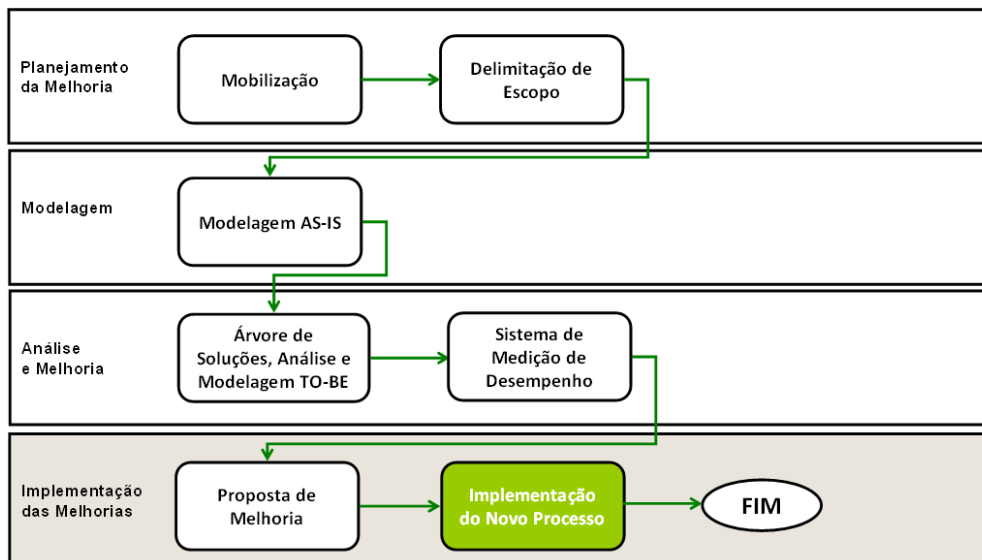 Planejamento
da Melhoria
Mobilização
Delimitação de
Escopo
Modelagem
Modelagem AS-IS
Análise
e Melhoria
Árvore de
Soluções, Análise e
Modelagem TO-BE
Sistema de
Medição de
Desempenho
Implementação
das Melhorias
Proposta de
Melhoria
Implementação
do Novo Processo
FIM